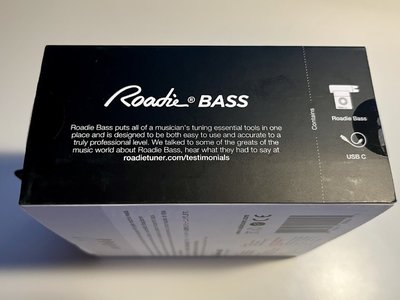 Roadie® BASS
Roadie Bass puts all of a musician's tuning essential tools in one
place and is designed to be both easy to use and accurate to a
truly professional level. We talked to some of the greats of the
music world about Roadie Bass, hear what they had to say at
roadietuner.com/testimonials
Contains
Roadie Bass
USB C